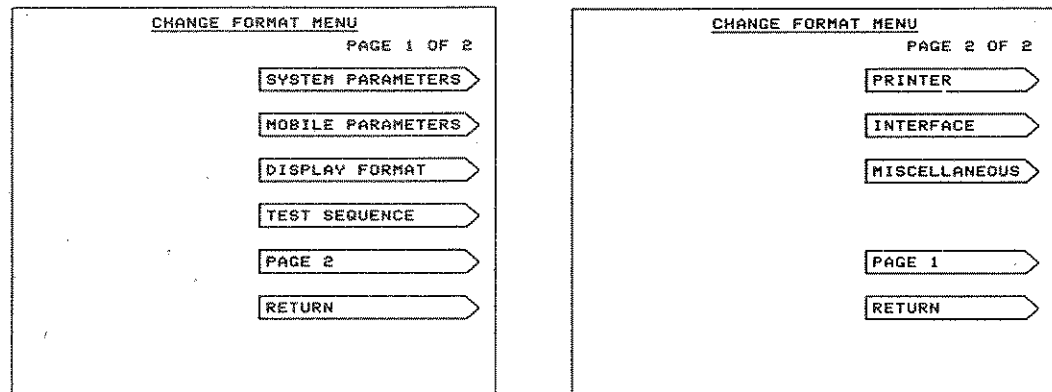 CHANGE FORMAT MENU
PAGE 1 OF 2
SYSTEM PARAMETERS
MOBILE PARAMETERS
DISPLAY FORMAT
TEST SEQUENCE
PAGE 2
RETURN
CHANGE FORMAT MENU
PAGE 2 OF 2
PRINTER
INTERFACE
MISCELLANEOUS
PAGE 1
RETURN